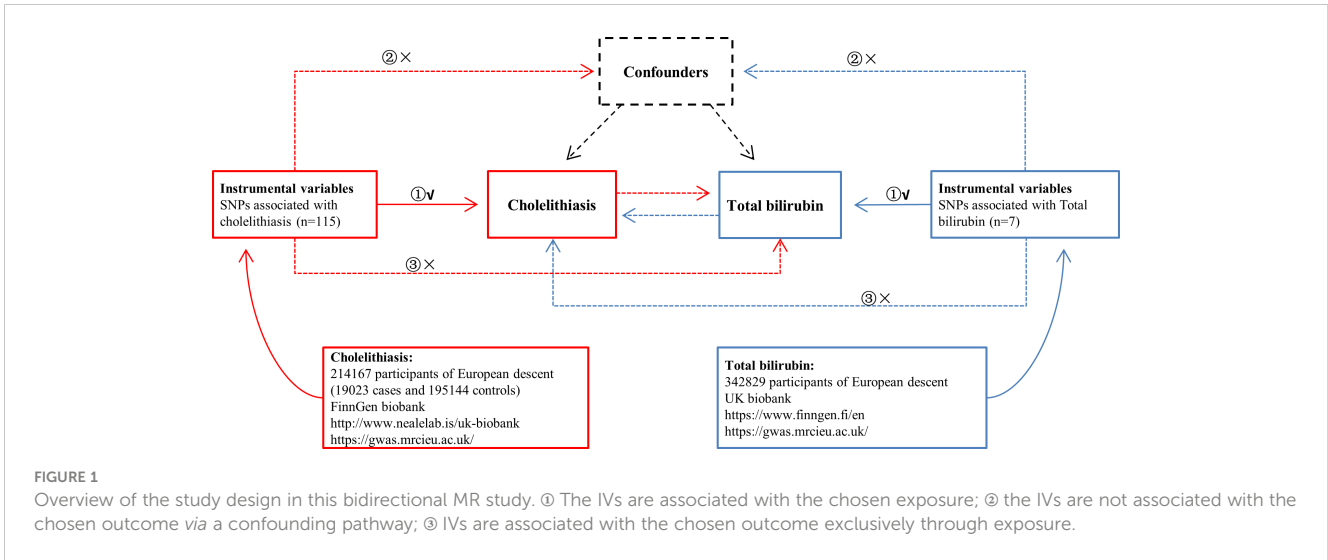 ②×
②×
Confounders
Instrumental variables
SNPs associated with
cholelithiasis (n=115)
①√
Cholelithiasis
Total bilirubin
①√
Instrumental variables
SNPs associated with Total
bilirubin (n=7)
③×
③×
Cholelithiasis:
214167 participants of European descent
(19023 cases and 195144 controls)
FinnGen biobank
http://www.nealelab.is/uk-biobank
https://gwas.mrcieu.ac.uk/
Total bilirubin:
342829 participants of European descent
UK biobank
https://www.finngen.fi/en
https://gwas.mrcieu.ac.uk/
FIGURE 1
Overview of the study design in this bidirectional MR study. ① The IVs are associated with the chosen exposure; ② the IVs are not associated with the
chosen outcome via a confounding pathway; ③ IVs are associated with the chosen outcome exclusively through exposure.